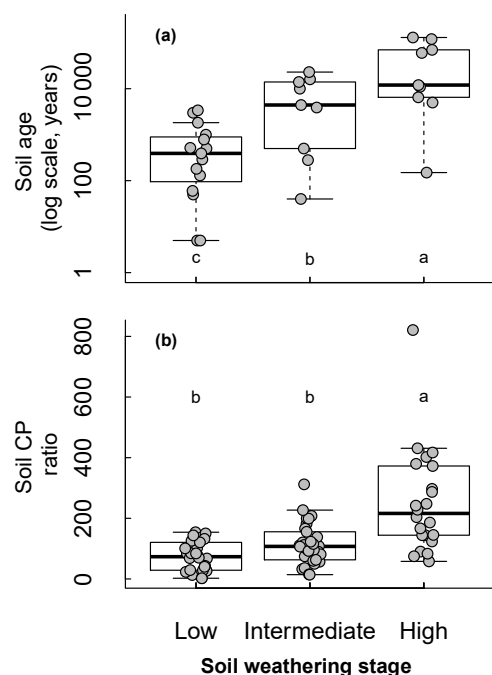 (a)
Soil age
(log scale, years)
10 000
100
1
c b a
(b)
Soil CP
ratio
800
600
400
200
0
b b a
Low Intermediate High
Soil weathering stage